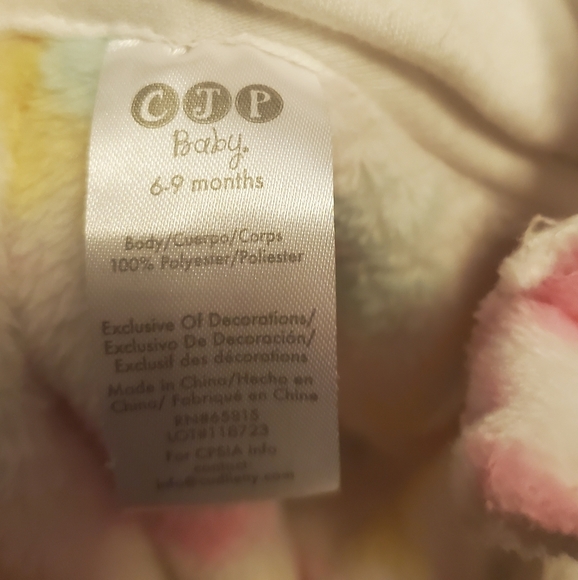 CJP
Baby.
6-9 months
Body/Cuerpo/Corps
100% Polyester/Poliester
Exclusive Of Decorations/
Exclusivo De Decoración/
Exclusif des décorations
Made in China/Hecho en
China/ Fabriqué en Chine
For CPSIA info
contact